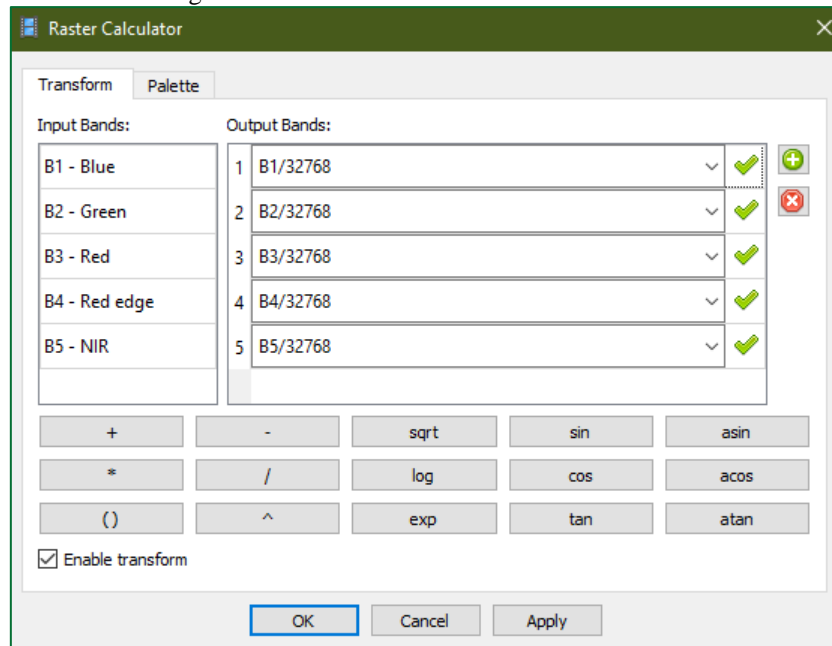 Raster Calculator
Transform Palette
Input Bands: Output Bands:
B1 - Blue 1 B1/32768
B2 - Green 2 B2/32768
B3 - Red 3 B3/32768
B4 - Red edge 4 B4/32768
B5 - NIR 5 B5/32768
+ - sqrt sin asin
* / log cos acos
( ) ^ exp tan atan
Enable transform
OK Cancel Apply